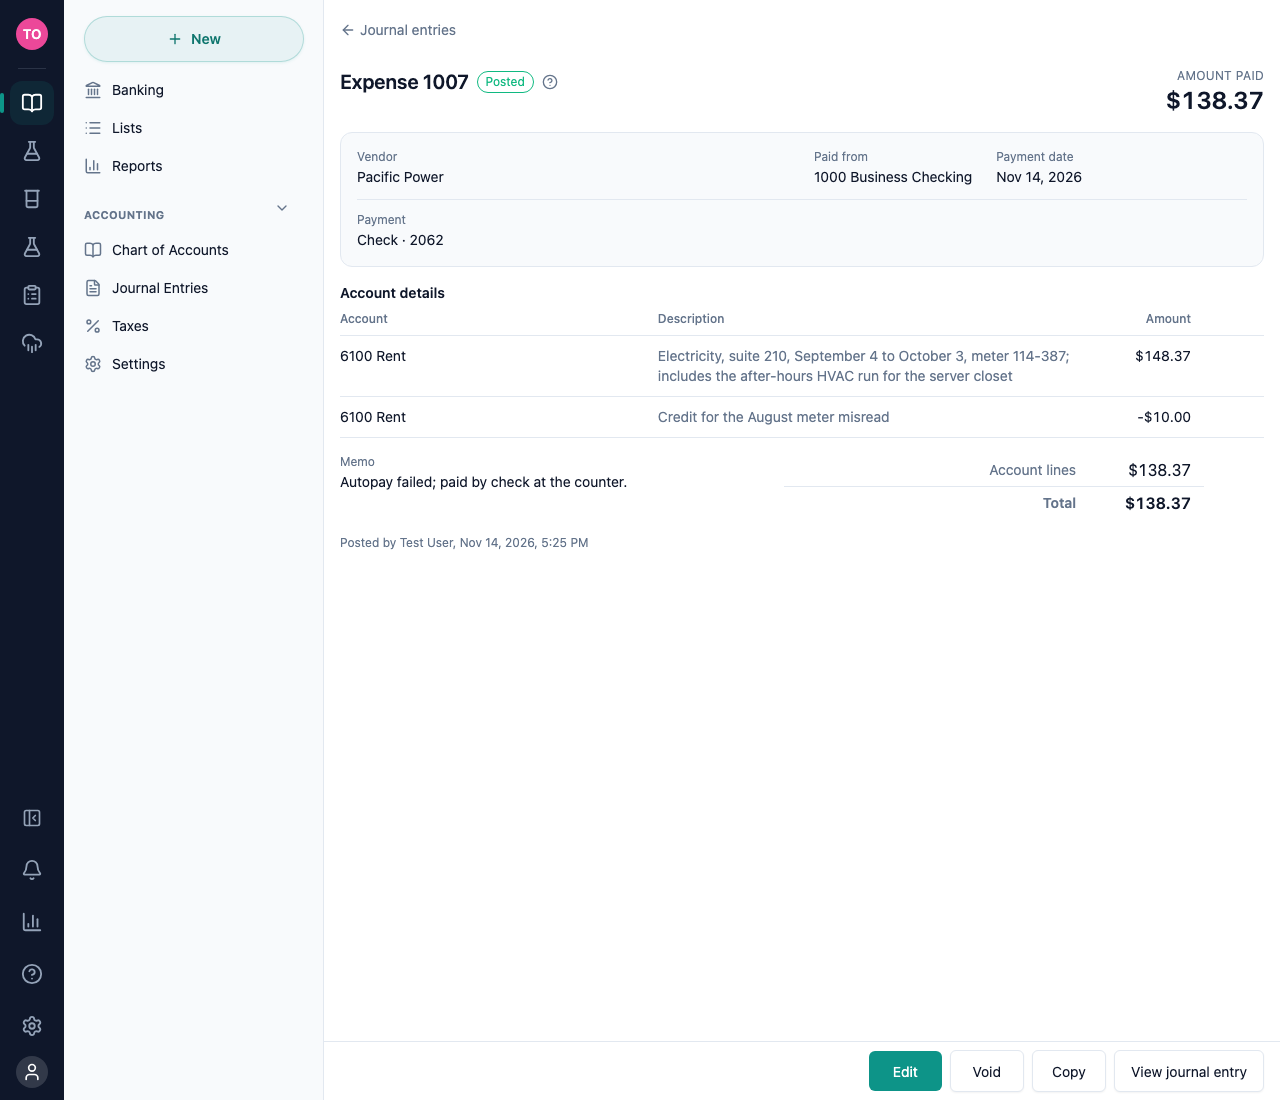 TO
New
Banking
Lists
Reports
ACCOUNTING
Chart of Accounts
Journal Entries
Taxes
Settings
Journal entries
Expense 1007 Posted
AMOUNT PAID
$138.37
Vendor Paid from Payment date
Pacific Power 1000 Business Checking Nov 14, 2026
Payment
Check · 2062
Account details
Account Description Amount
6100 Rent Electricity, suite 210, September 4 to October 3, meter 114-387; $148.37
includes the after-hours HVAC run for the server closet
6100 Rent Credit for the August meter misread -$10.00
Memo
Autopay failed; paid by check at the counter.
Account lines $138.37
Total $138.37
Posted by Test User, Nov 14, 2026, 5:25 PM
Edit Void Copy View journal entry